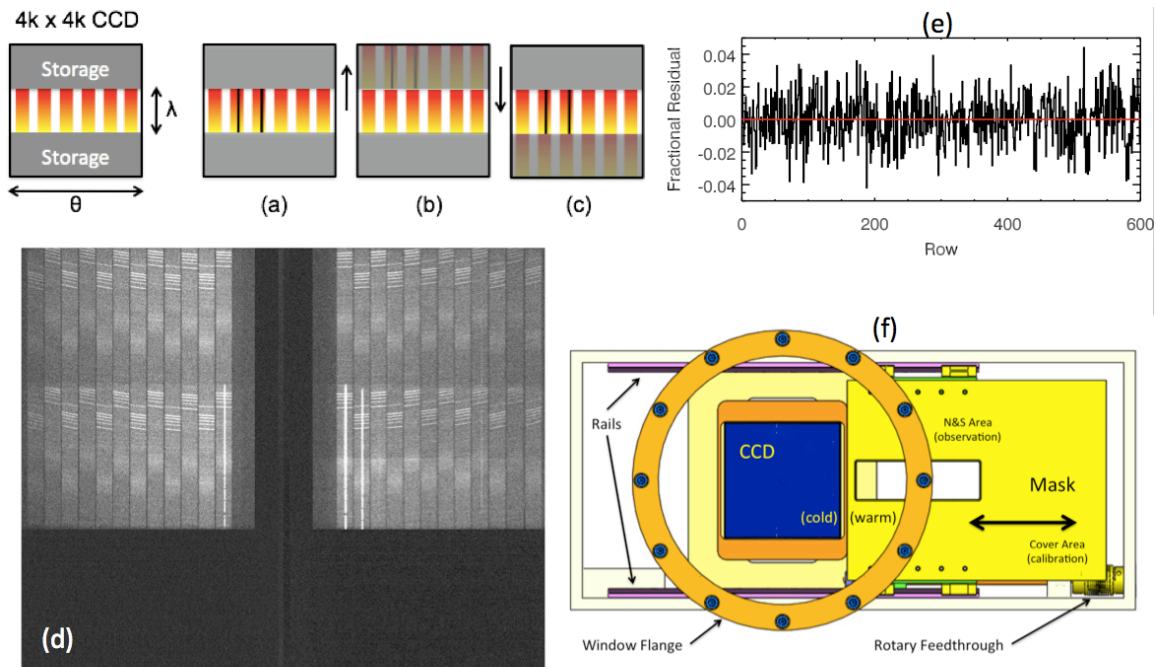 4k x 4k CCD
Storage
λ
Storage
θ
(a)
(b)
(c)
(d)
(e)
0.04
0.02
0.00
-0.02
-0.04
Fractional Residual
0
200
400
600
Row
(f)
Rails
CCD
(cold)
(warm)
N&S Area
(observation)
Mask
Cover Area
(calibration)
Window Flange
Rotary Feedthrough